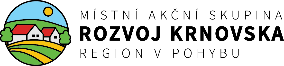 MÍSTNÍ AKČNÍ SKUPINA
ROZVOJ KRNOVSKA
REGION V POHYBU